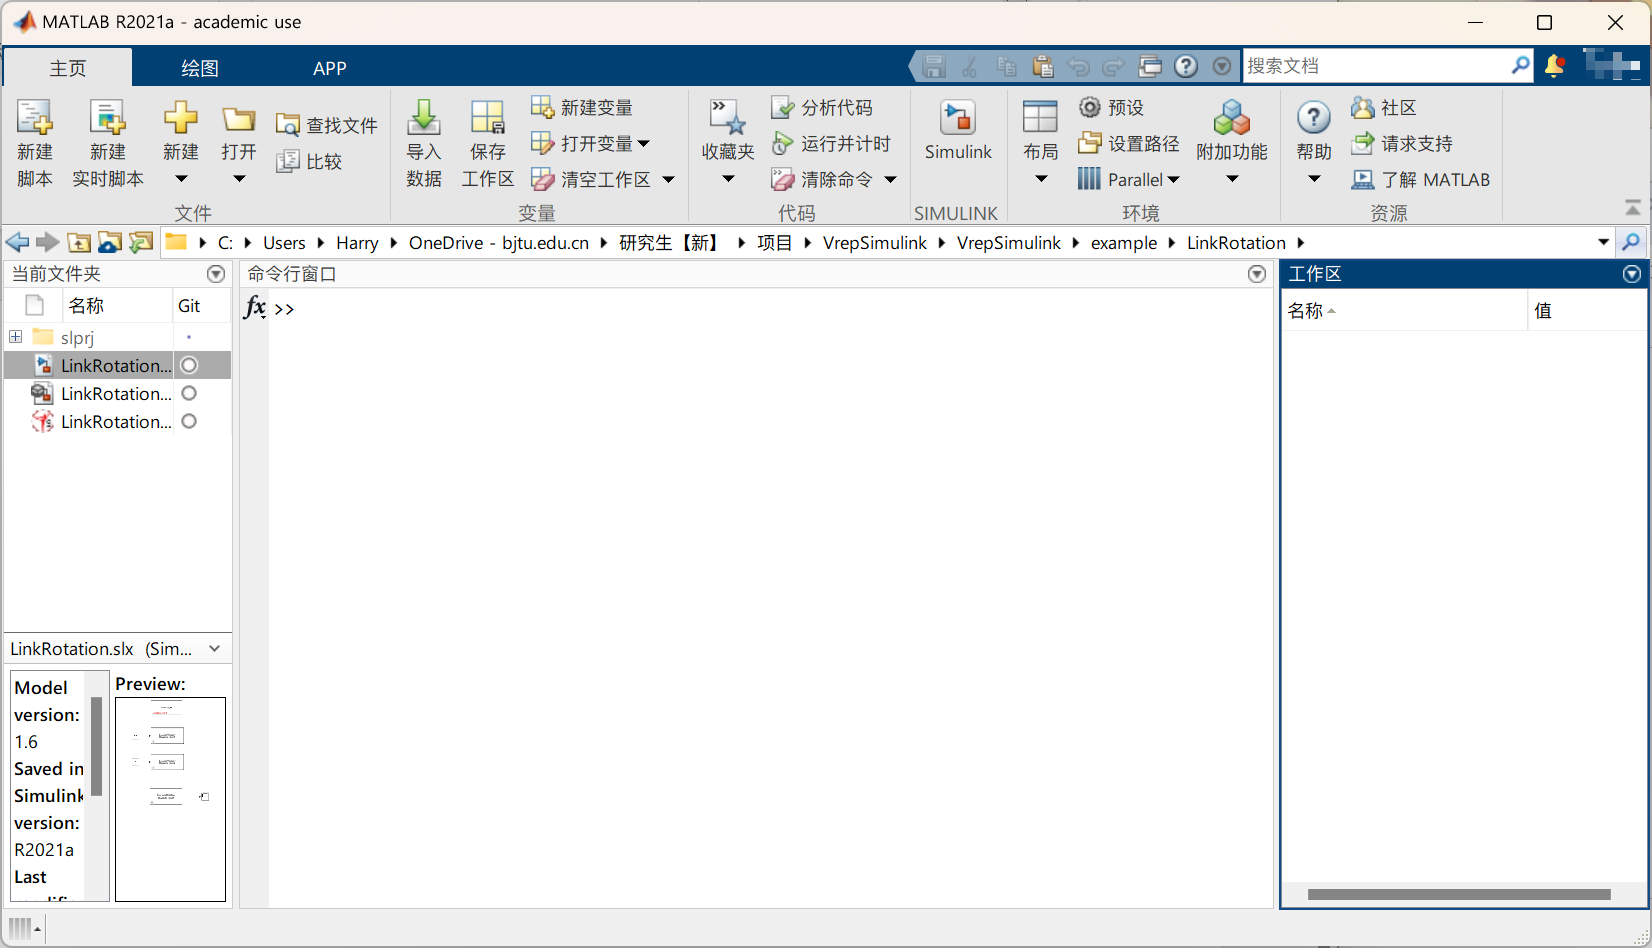 MATLAB R2021a - academic use
主页 绘图 APP 搜索文档
新建脚本 新建实时脚本 新建 打开 查找文件 比较
文件
导入数据 保存工作区 新建变量 打开变量 清空工作区
变量
收藏夹 分析代码 运行并计时 清除命令
代码
Simulink
SIMULINK
布局 预设 设置路径 Parallel 附加功能
环境
帮助 社区 请求支持 了解 MATLAB
资源
C: Users Harry OneDrive - bjtu.edu.cn 研究生【新】 项目 VrepSimulink VrepSimulink example LinkRotation
当前文件夹
名称 Git
slprj
LinkRotation...
LinkRotation...
LinkRotation...
LinkRotation.slx (Sim...
Model
version:
1.6
Saved in
Simulink
version:
R2021a
Last
Preview:
命令行窗口
fx >>
工作区
名称 值